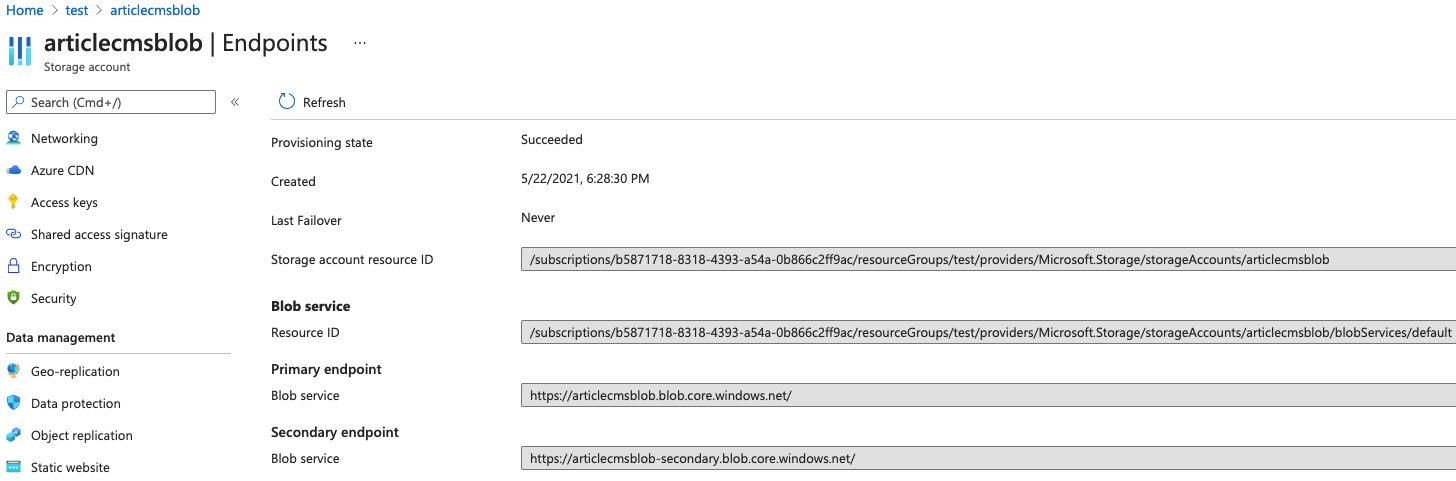 Home > test > articlecmsblob
articlecmsblob | Endpoints ...
Storage account
Search (Cmd+/)
«
Networking
Azure CDN
Access keys
Shared access signature
Encryption
Security
Data management
Geo-replication
Data protection
Object replication
Static website
Refresh
Provisioning state Succeeded
Created 5/22/2021, 6:28:30 PM
Last Failover Never
Storage account resource ID /subscriptions/b5871718-8318-4393-a54a-0b866c2ff9ac/resourceGroups/test/providers/Microsoft.Storage/storageAccounts/articlecmsblob
Blob service
Resource ID /subscriptions/b5871718-8318-4393-a54a-0b866c2ff9ac/resourceGroups/test/providers/Microsoft.Storage/storageAccounts/articlecmsblob/blobServices/default
Primary endpoint
Blob service https://articlecmsblob.blob.core.windows.net/
Secondary endpoint
Blob service https://articlecmsblob-secondary.blob.core.windows.net/